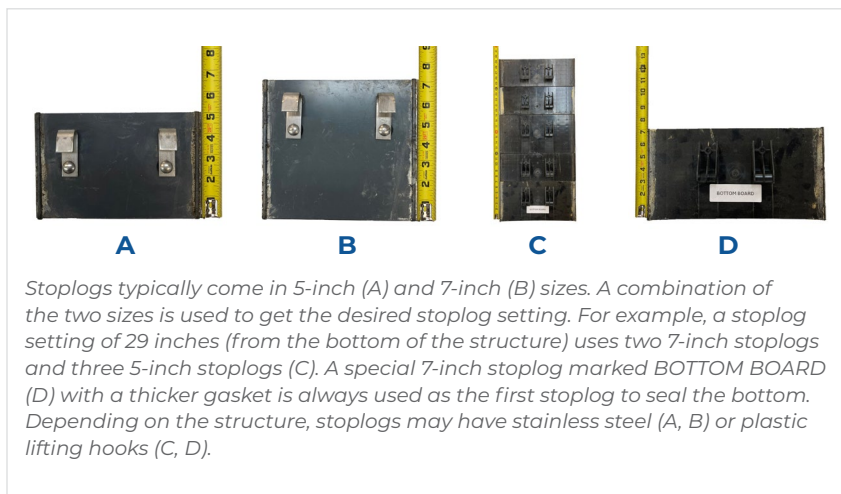 BOTTOM BOARD
A
B
C
D
Stoplogs typically come in 5-inch (A) and 7-inch (B) sizes. A combination of
the two sizes is used to get the desired stoplog setting. For example, a stoplog
setting of 29 inches (from the bottom of the structure) uses two 7-inch stoplogs
and three 5-inch stoplogs (C). A special 7-inch stoplog marked BOTTOM BOARD
(D) with a thicker gasket is always used as the first stoplog to seal the bottom.
Depending on the structure, stoplogs may have stainless steel (A, B) or plastic
lifting hooks (C, D).